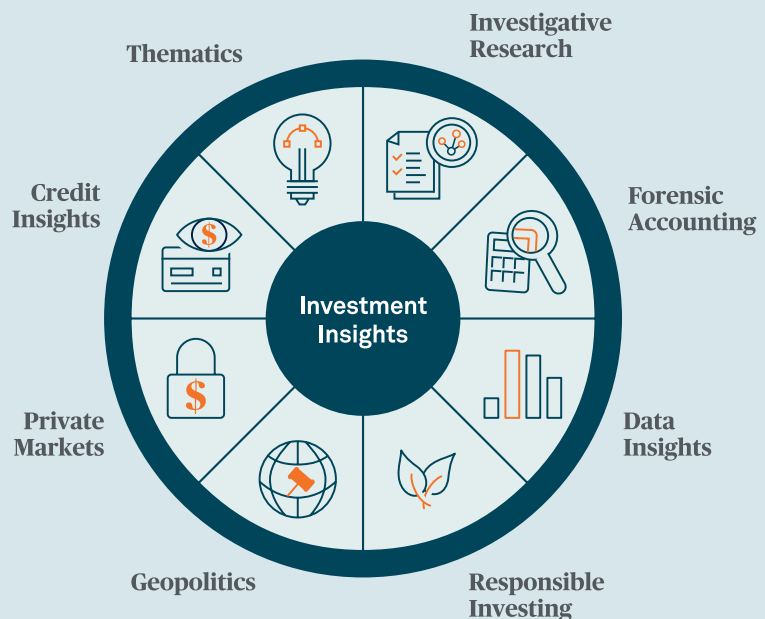 Thematics
Investigative
Research
Credit
Insights
Forensic
Accounting
Investment
Insights
$
$
Private
Markets
Data
Insights
Geopolitics
Responsible
Investing